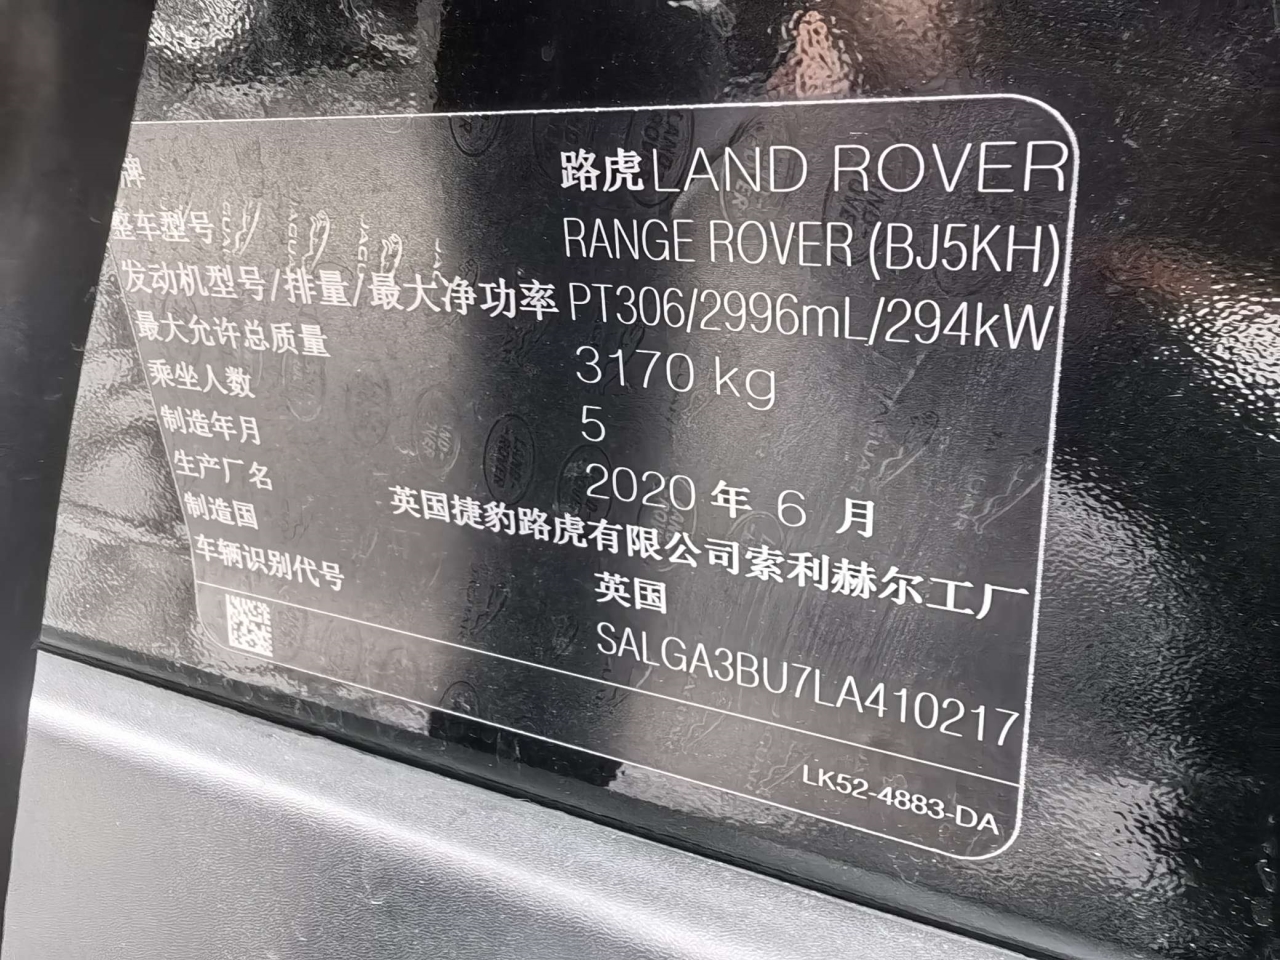 牌 路虎LAND ROVER
整车型号 RANGE ROVER (BJ5KH)
发动机型号/排量/最大净功率 PT306/2996mL/294kW
最大允许总质量 3170 kg
乘坐人数 5
制造年月 2020 年 6 月
生产厂名 英国捷豹路虎有限公司索利赫尔工厂
制造国 英国
车辆识别代号 SALGA3BU7LA410217
LK52-4883-DA